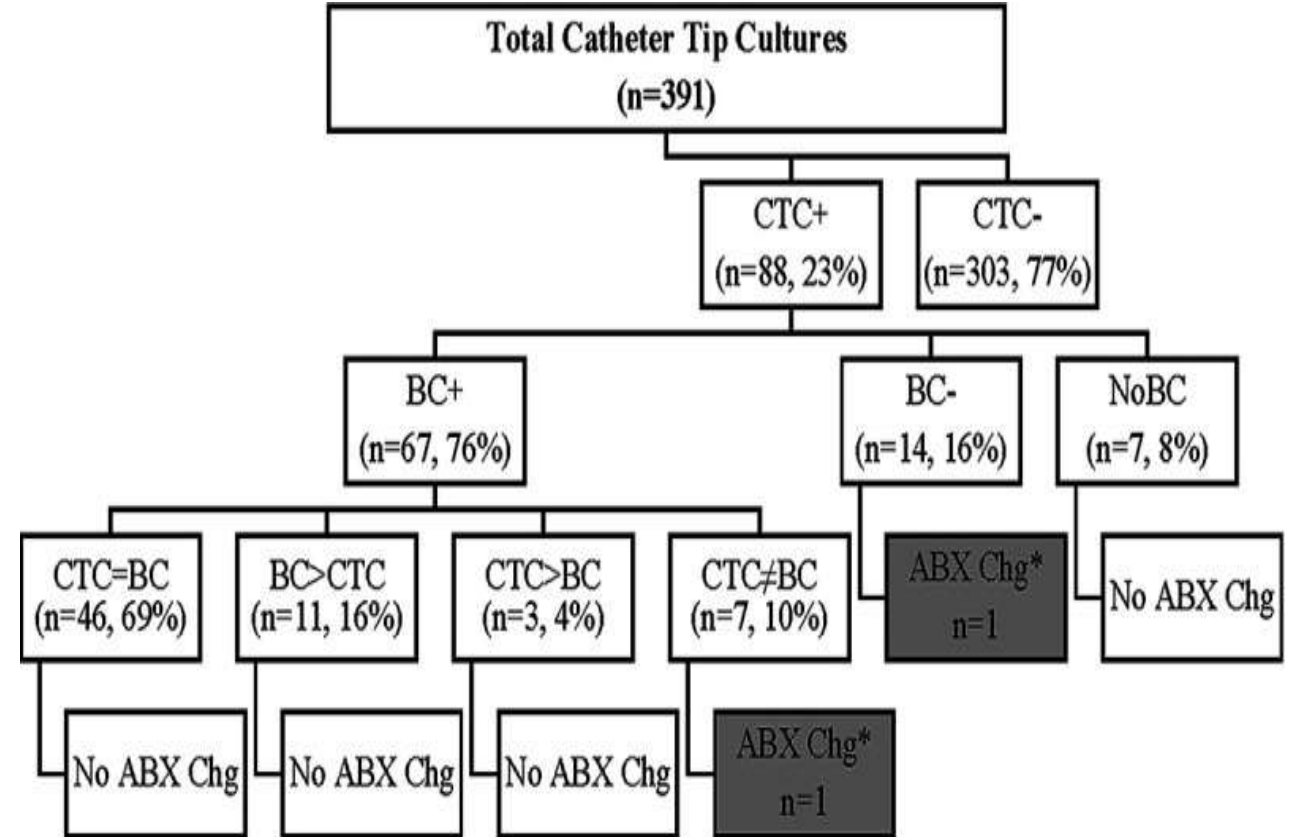 Total Catheter Tip Cultures
(n=391)
CTC+
(n=88, 23%)
CTC-
(n=303, 77%)
BC+
(n=67, 76%)
BC-
(n=14, 16%)
NoBC
(n=7, 8%)
CTC=BC
(n=46, 69%)
BC>CTC
(n=11, 16%)
CTC>BC
(n=3, 4%)
CTC≠BC
(n=7, 10%)
ABX Chg*
n=1
No ABX Chg
No ABX Chg
No ABX Chg
No ABX Chg
ABX Chg*
n=1